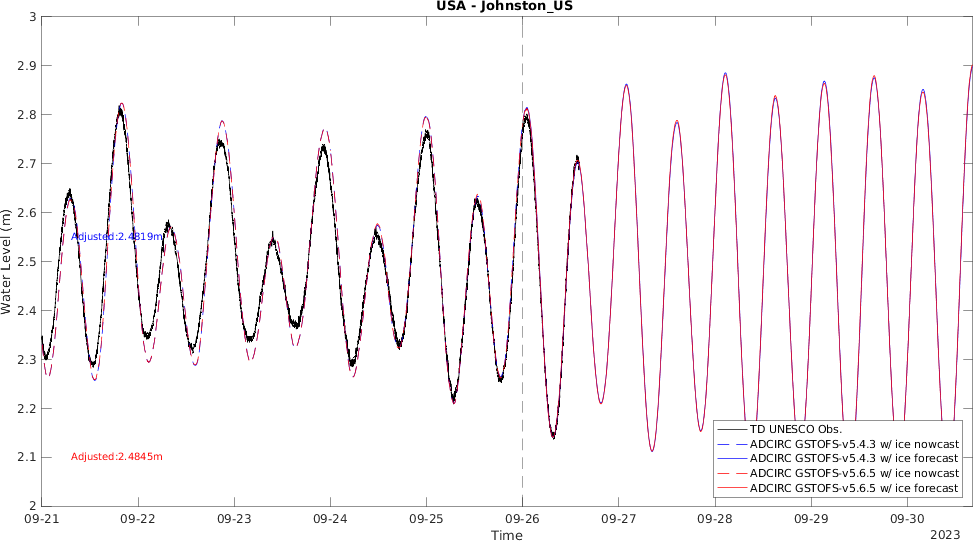 USA - Johnston_US
3
2.9
2.8
2.7
2.6
2.5
2.4
2.3
2.2
2.1
2
Water Level (m)
Adjusted:2.4819m
Adjusted:2.4845m
TD UNESCO Obs.
ADCIRC GSTOFS-v5.4.3 w/ ice nowcast
ADCIRC GSTOFS-v5.4.3 w/ ice forecast
ADCIRC GSTOFS-v5.6.5 w/ ice nowcast
ADCIRC GSTOFS-v5.6.5 w/ ice forecast
09-21 09-22 09-23 09-24 09-25 09-26 09-27 09-28 09-29 09-30
Time
2023